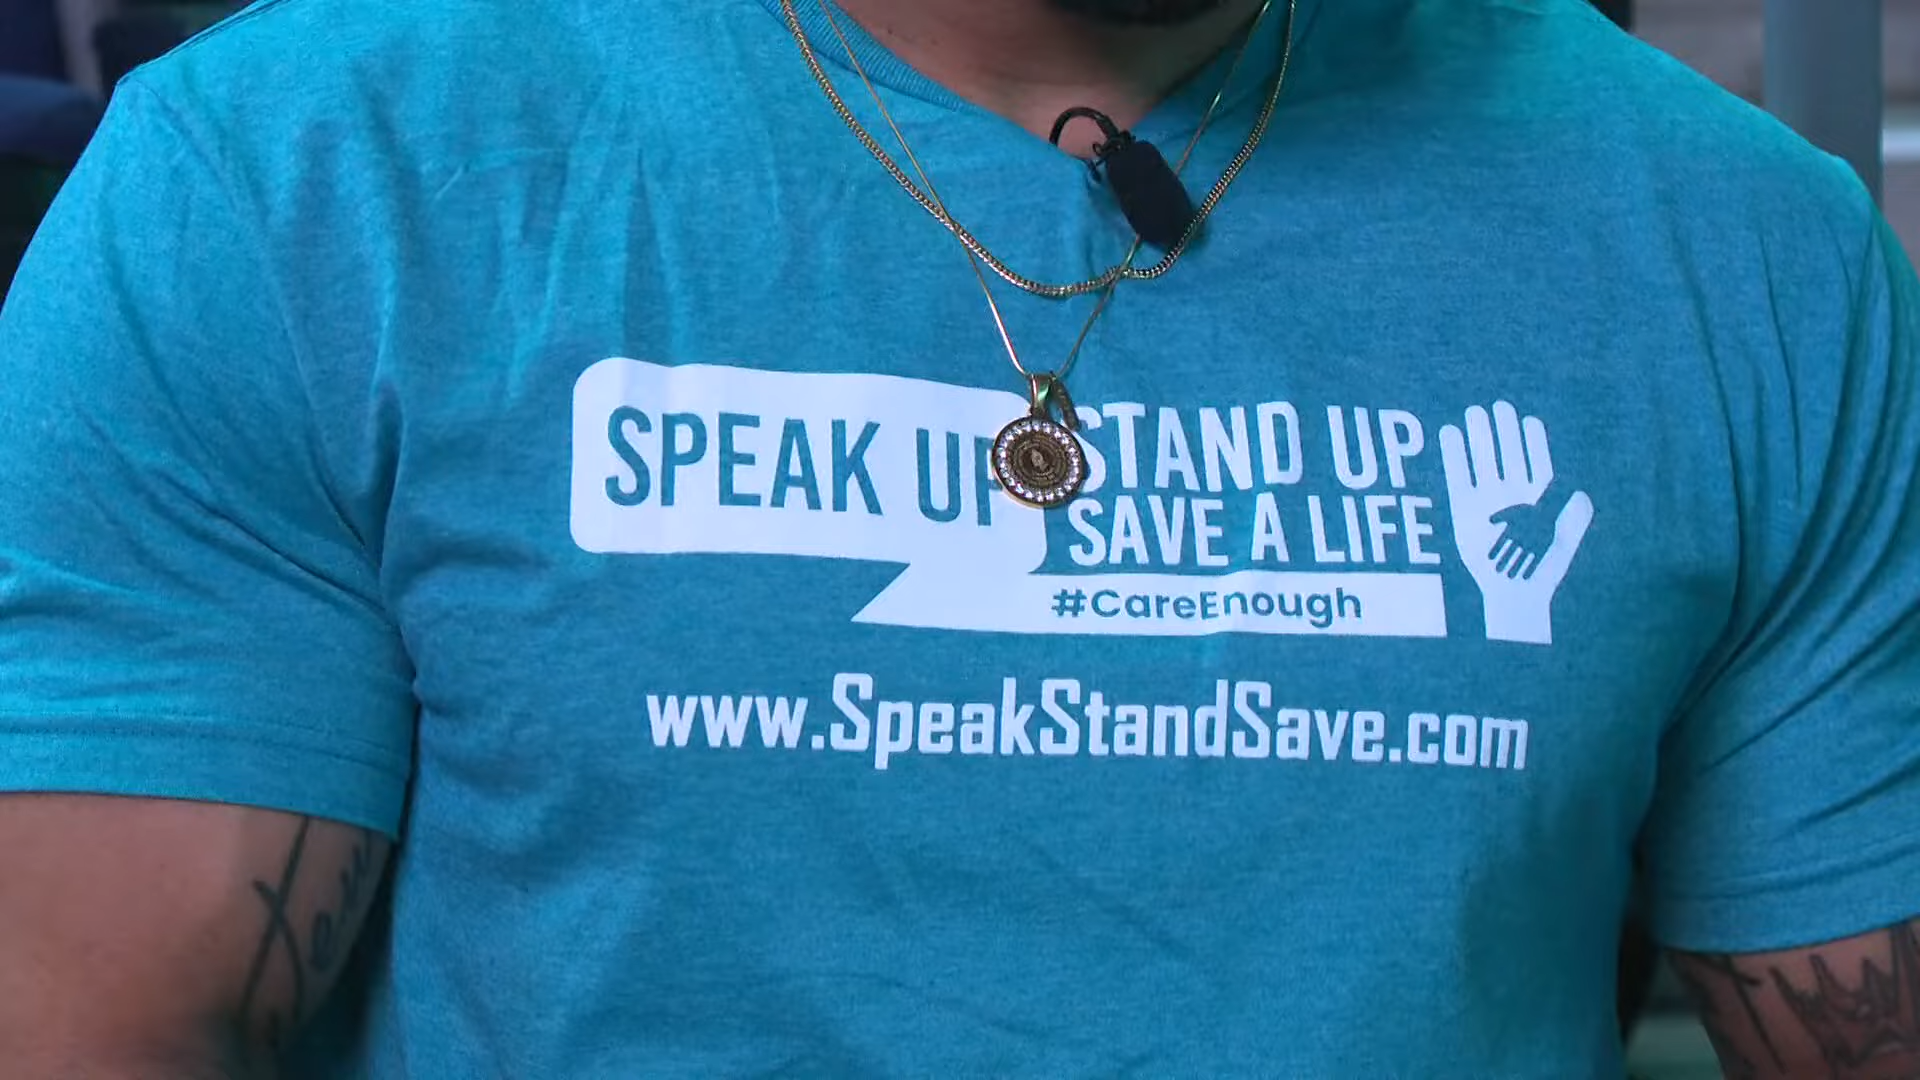 SPEAK UP
STAND UP
SAVE A LIFE
#CareEnough
www.SpeakStandSave.com